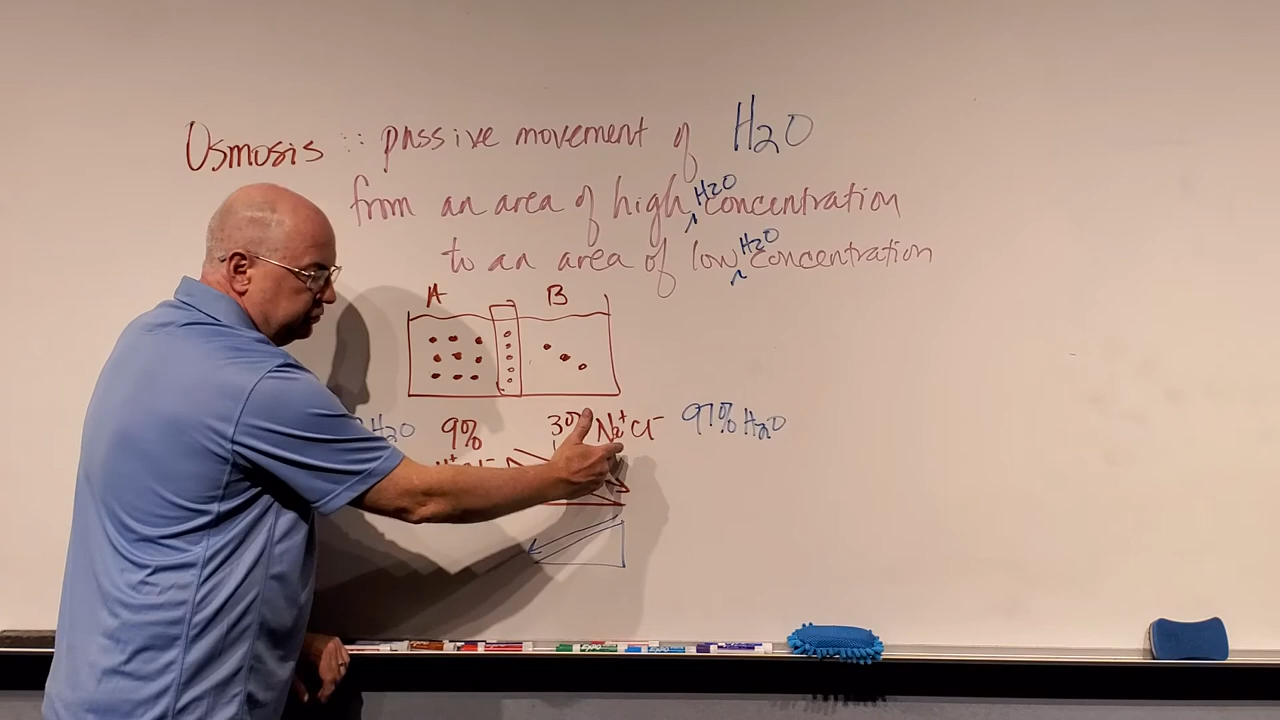 Osmosis :: passive movement of H2O
from an area of high H2O concentration
to an area of low H2O concentration
A B
H2O 9% 3% Na+Cl- 97% H2O
EXPO